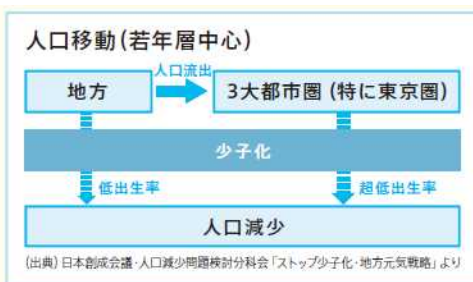 人口移動(若年層中心)
人口流出
地方
3大都市圏(特に東京圏)
少子化
低出生率
超低出生率
人口減少
(出典)日本創成会議・人口減少問題検討分科会「ストップ少子化・地方元気戦略」より